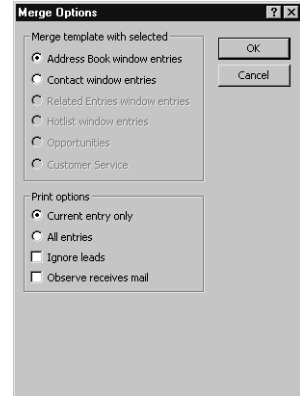 Merge Options
Merge template with selected
Address Book window entries
Contact window entries
Related Entries window entries
Hotlist window entries
Opportunities
Customer Service
Print options
Current entry only
All entries
Ignore leads
Observe receives mail
OK
Cancel